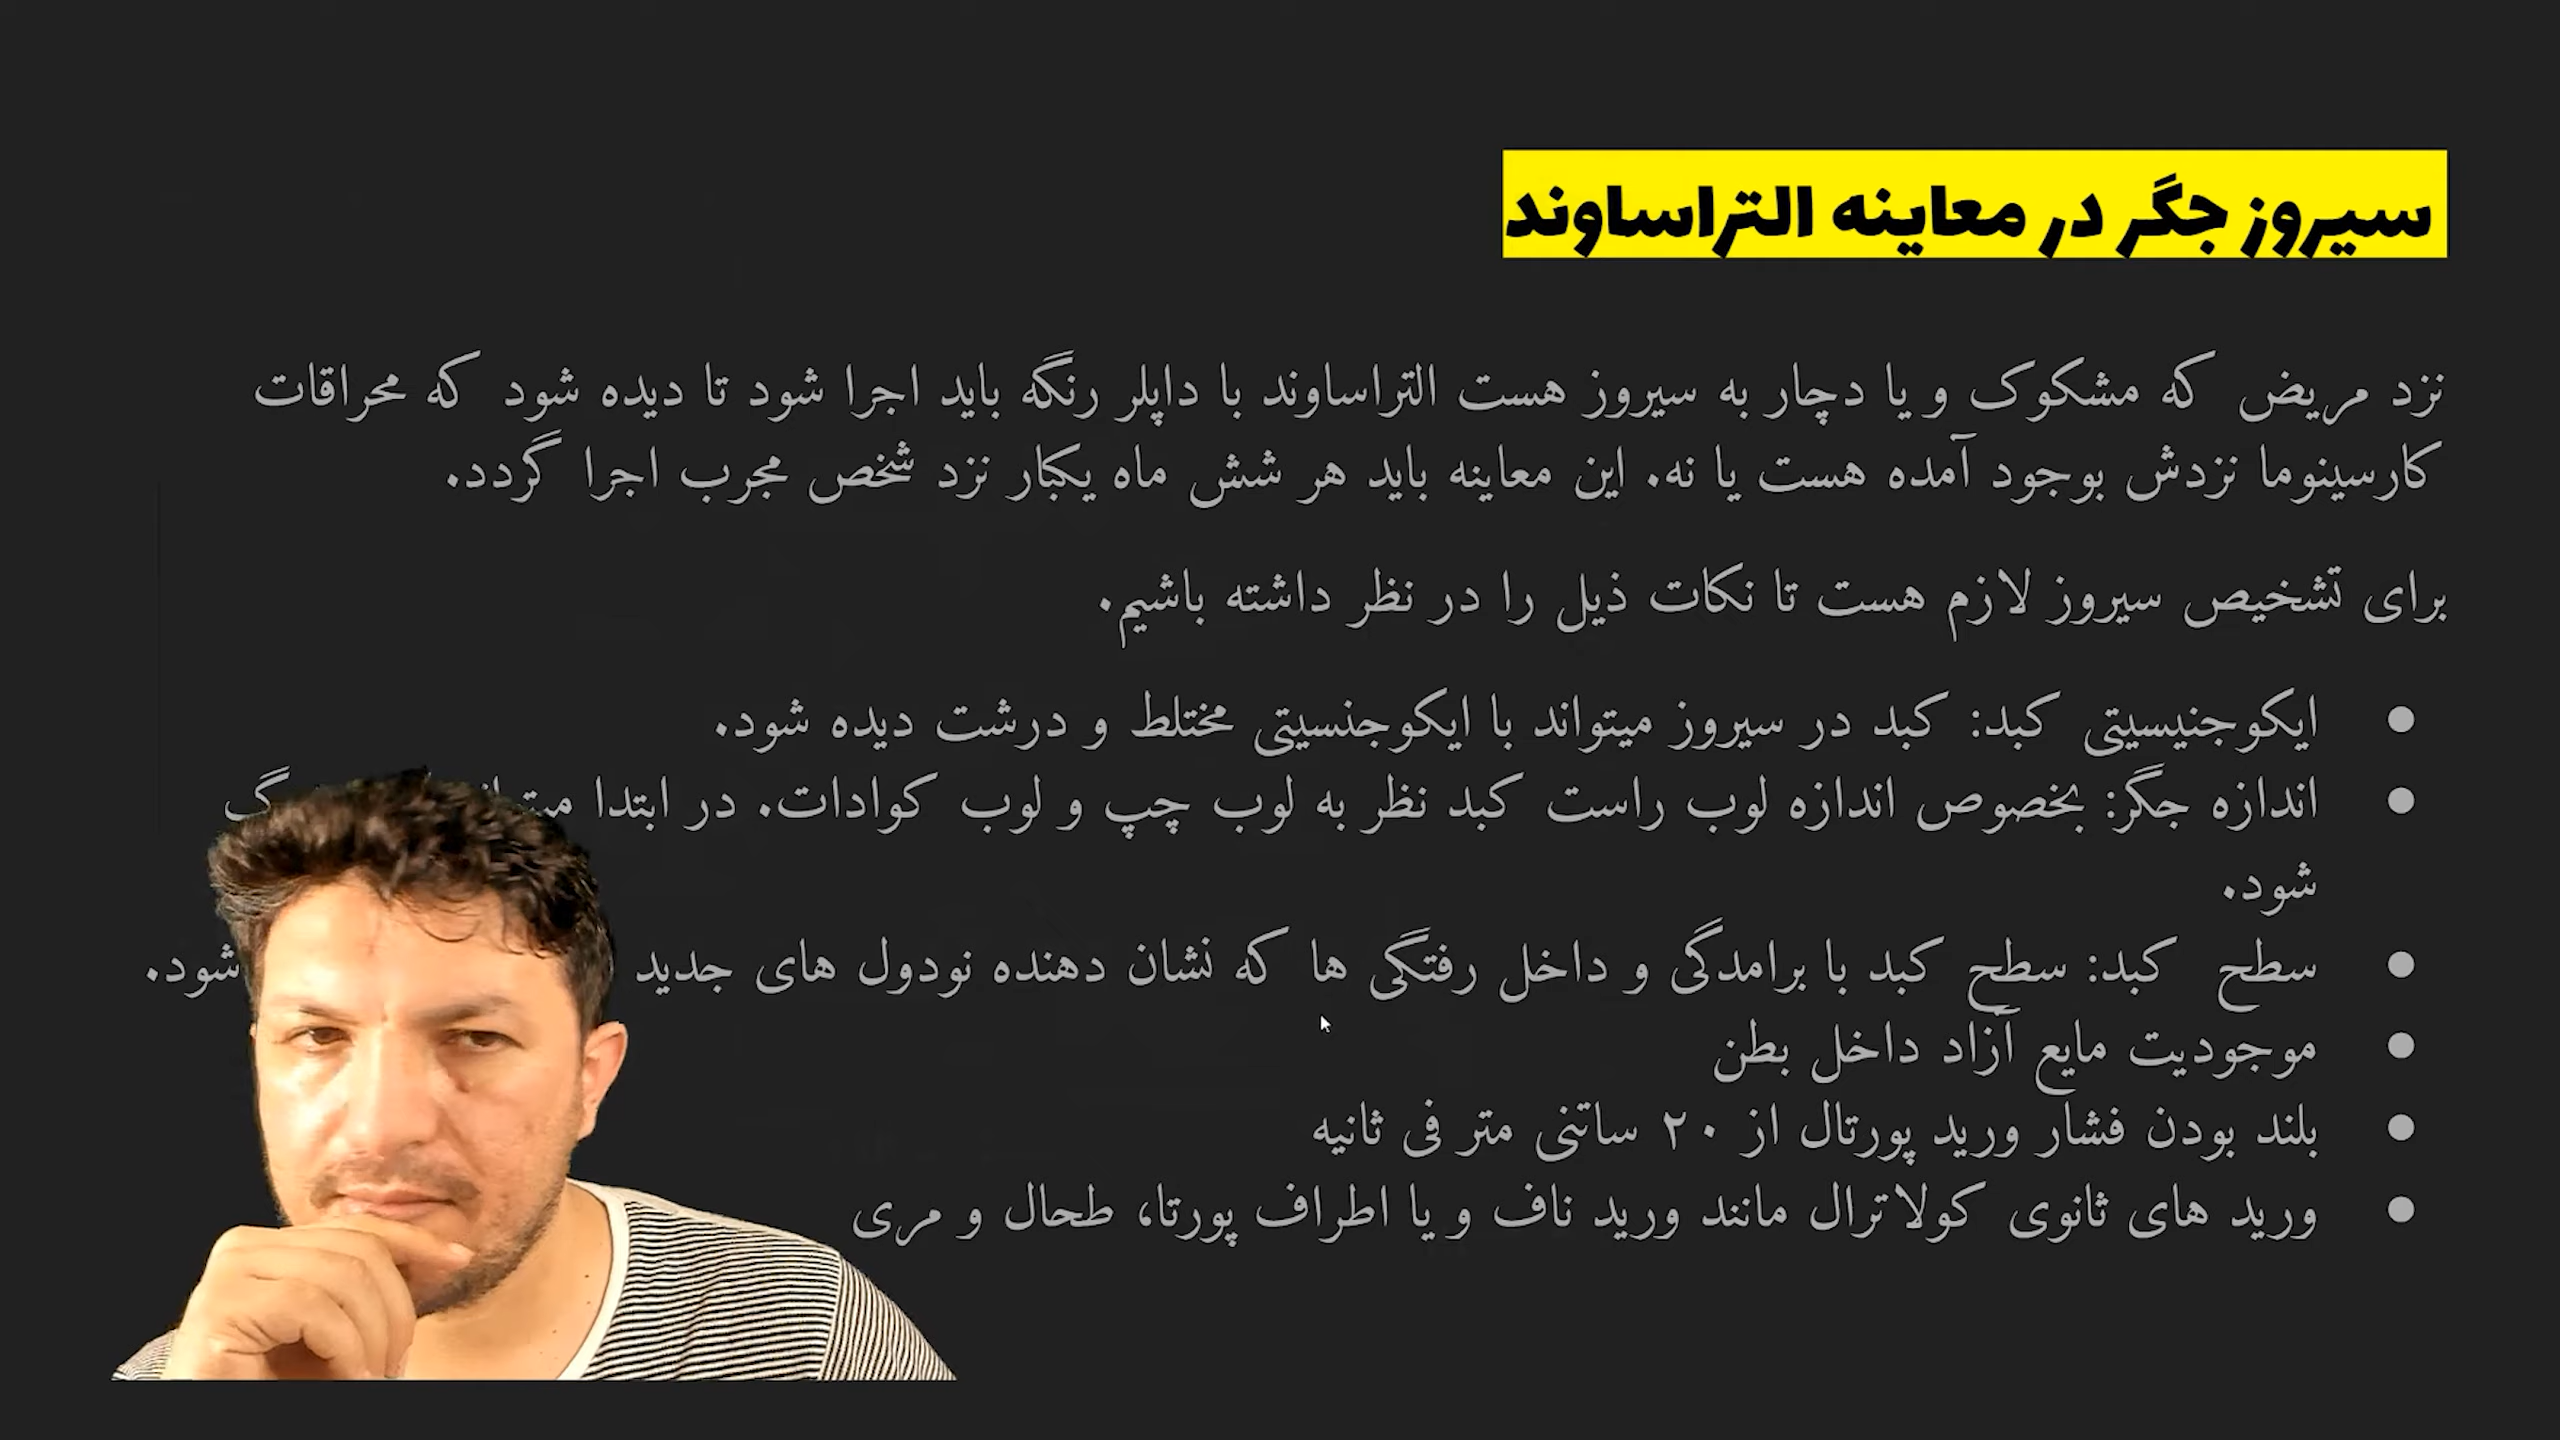 سیروز جگر در معاینه التراساوند
نزد مریض که مشکوک و یا دچار به سیروز هست التراساوند با داپلر رنگه باید اجرا شود تا دیده شود که محراقات
کارسینوما نزدش بوجود آمده هست یا نه. این معاینه باید هر شش ماه یکبار نزد شخص مجرب اجرا گردد.
برای تشخیص سیروز لازم هست تا نکات ذیل را در نظر داشته باشیم.
● ایکوجنیسیتی کبد: کبد در سیروز میتواند با ایکوجنسیتی مختلط و درشت دیده شود.
● اندازه جگر: بخصوص اندازه لوب راست کبد نظر به لوب چپ و لوب کوادات. در ابتدا
شود.
● سطح کبد: سطح کبد با برامدگی و داخل رفتگی ها که نشان دهنده نودول های جدید شود.
● موجودیت مایع آزاد داخل بطن
● بلند بودن فشار ورید پورتال از ۲۰ ساتنی متر فی ثانیه
● ورید های ثانوی کولاترال مانند ورید ناف و یا اطراف پورتا، طحال و مری